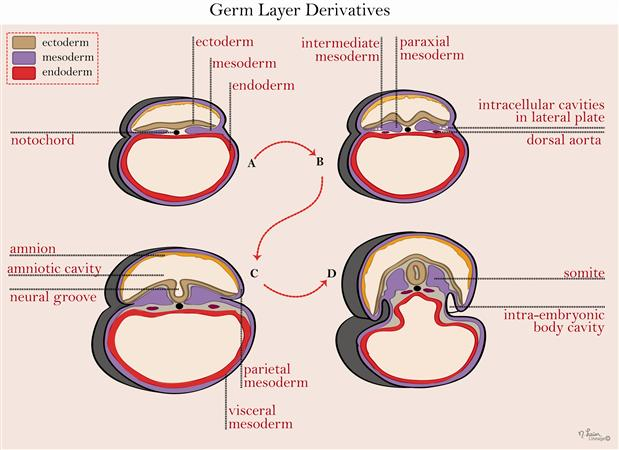 Germ Layer Derivatives
ectoderm
mesoderm
endoderm
ectoderm
mesoderm
endoderm
notochord
A
intermediate
mesoderm
paraxial
mesoderm
intracellular cavities
in lateral plate
dorsal aorta
B
amnion
amniotic cavity
neural groove
C
parietal
mesoderm
visceral
mesoderm
D
somite
intra-embryonic
body cavity